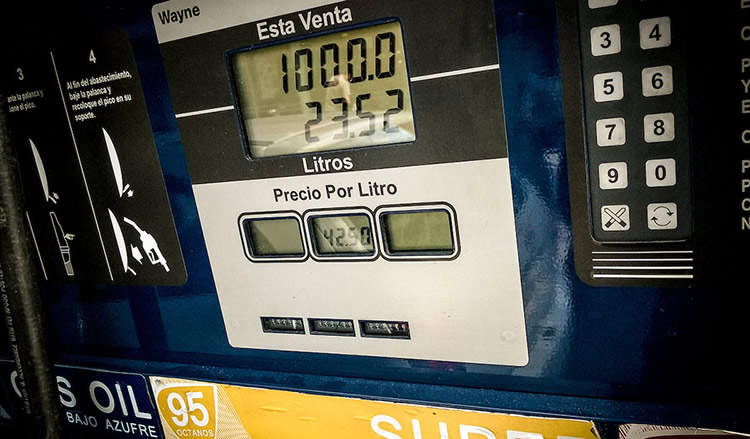 Wayne
Esta Venta
1000.0
23.52
Litros
Precio Por Litro
42.50
3
4
Al fin del abastecimiento,
baje la palanca y
recoloque el pico en su
soporte.
3 4
5 6
7 8
9 0
GAS OIL
BAJO AZUFRE
95
OCTANOS
SUPER